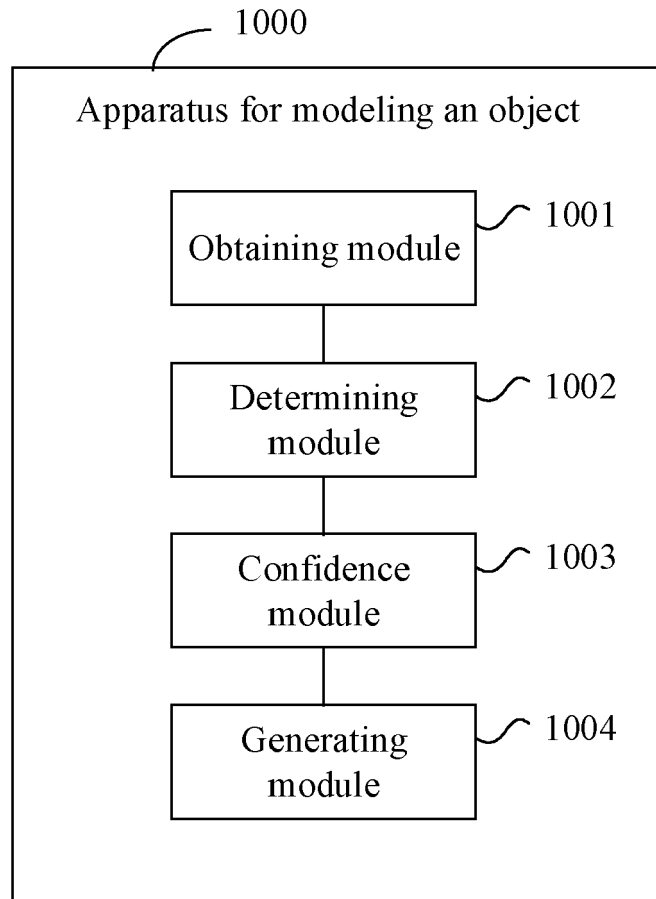 1000
Apparatus for modeling an object
Obtaining module
1001
Determining
module
1002
Confidence
module
1003
Generating
module
1004